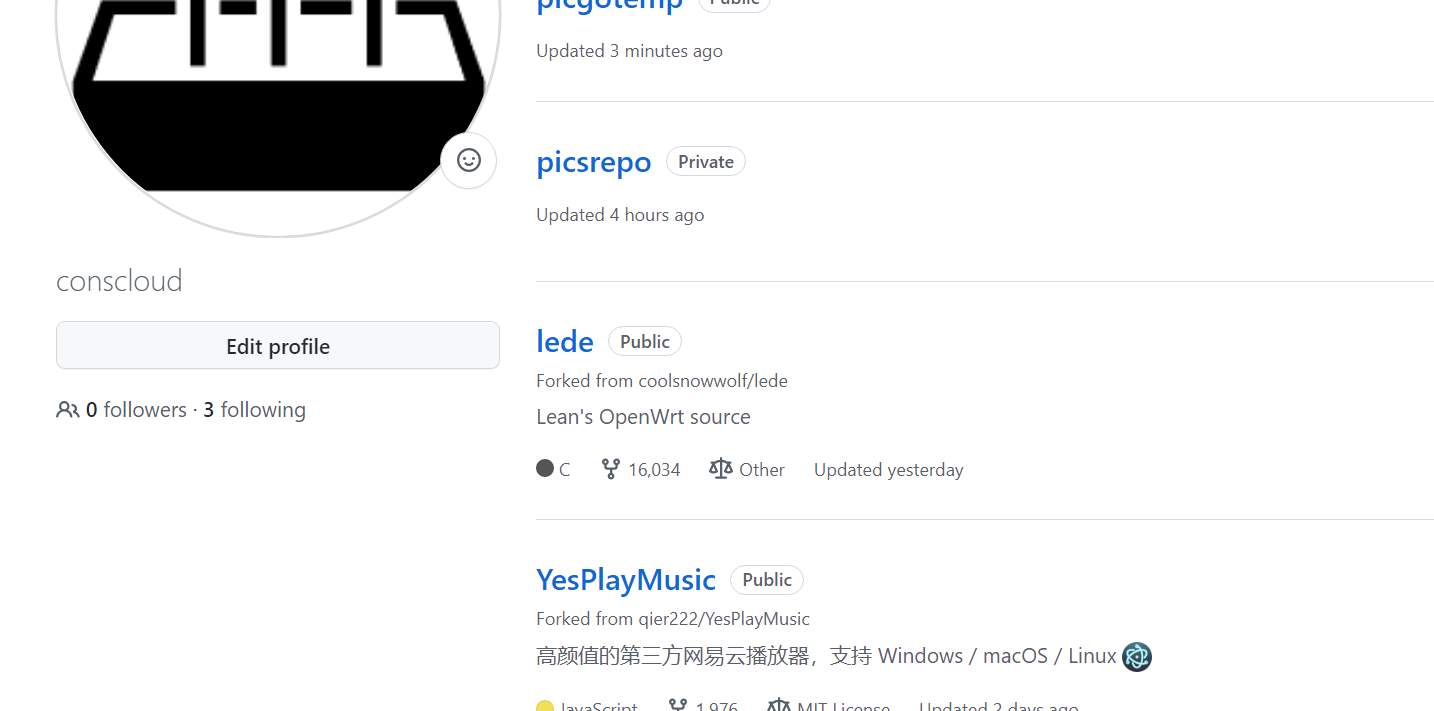 picgotemp Public
Updated 3 minutes ago
picsrepo Private
Updated 4 hours ago
conscloud
Edit profile
0 followers · 3 following
lede Public
Forked from coolsnowwolf/lede
Lean's OpenWrt source
C 16,034 Other Updated yesterday
YesPlayMusic Public
Forked from qier222/YesPlayMusic
高颜值的第三方网易云播放器，支持 Windows / macOS / Linux
JavaScript 1,976 MIT License Updated 2 days ago